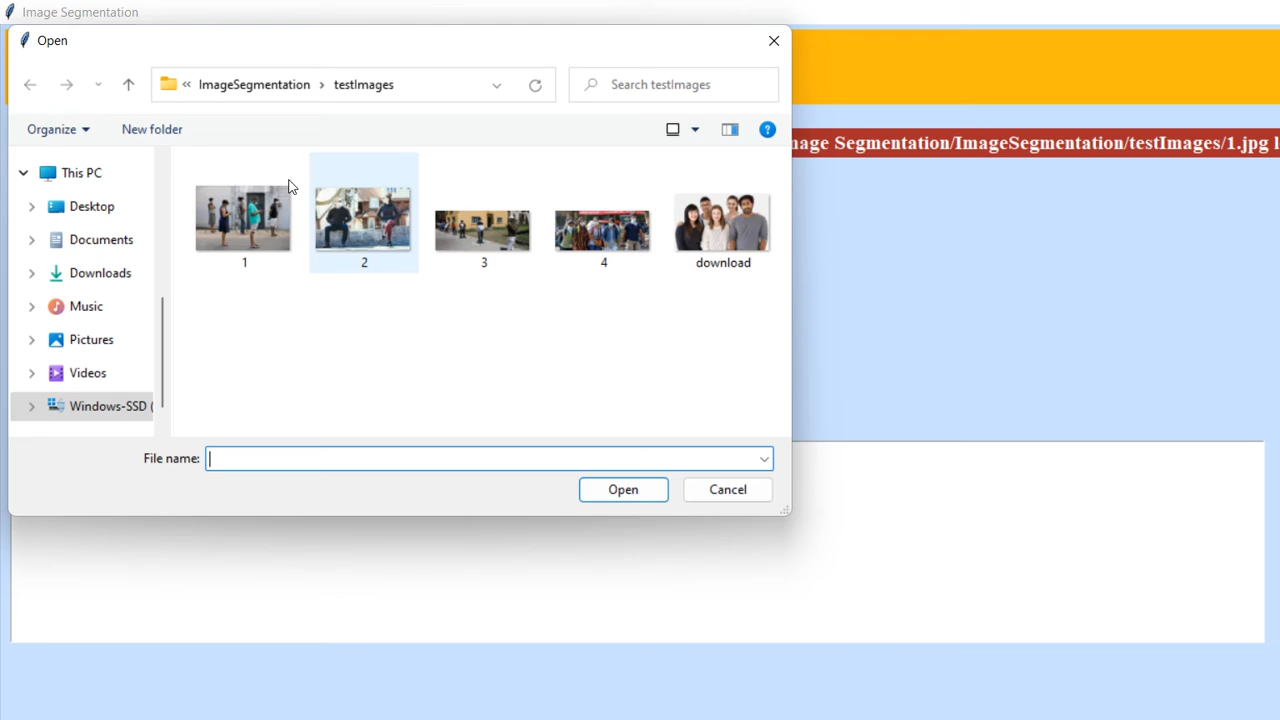 Image Segmentation
Open
« ImageSegmentation › testImages
Search testImages
Organize
New folder
mage Segmentation/ImageSegmentation/testImages/1.jpg l
This PC
Desktop
Documents
Downloads
Music
Pictures
Videos
Windows-SSD (
1
2
3
4
download
File name:
Open
Cancel